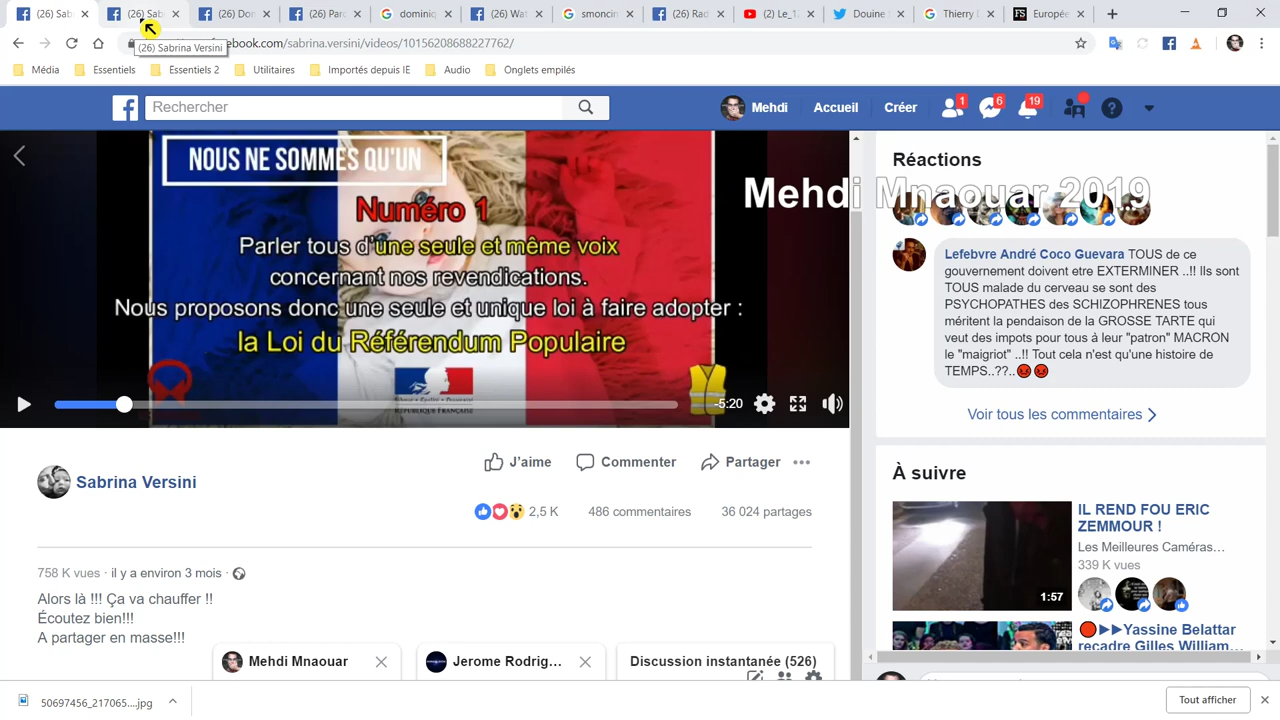 (26) Sab
(26) Sab
(26) Dor
(26) Parc
dominiq
(26) Wat
smoncin
(26) Rad
(2) Le_1
Douine
Thierry
Européé
(26) Sabrina Versini
ebook.com/sabrina.versini/videos/10156208688227762/
Média
Essentiels
Essentiels 2
Utilitaires
Importés depuis IE
Audio
Onglets empilés
Rechercher
Mehdi
Accueil
Créer
1
6
19
NOUS NE SOMMES QU'UN
Numéro 1
Parler tous d'une seule et même voix
concernant nos revendications.
Nous proposons donc une seule et unique loi à faire adopter :
la Loi du Référendum Populaire
RÉPUBLIQUE FRANÇAISE
-5:20
Mehdi Mnaouar 2019
Réactions
Lefebvre André Coco Guevara TOUS de ce
gouvernement doivent etre EXTERMINER ..!! Ils sont
TOUS malade du cerveau se sont des
PSYCHOPATHES des SCHIZOPHRENES tous
méritent la pendaison de la GROSSE TARTE qui
veut des impots pour tous à leur "patron" MACRON
le "maigriot" ..!! Tout cela n'est qu'une histoire de
TEMPS..??..
Voir tous les commentaires
J'aime
Commenter
Partager
Sabrina Versini
2,5 K
486 commentaires
36 024 partages
758 K vues · il y a environ 3 mois ·
Alors là !!! Ça va chauffer !!
Écoutez bien!!!
A partager en masse!!!
À suivre
IL REND FOU ERIC
ZEMMOUR !
Les Meilleures Caméras…
339 K vues
1:57
Yassine Belattar
recadre Gilles William...
Mehdi Mnaouar
Jerome Rodrig...
Discussion instantanée (526)
50697456_217065....jpg
Tout afficher